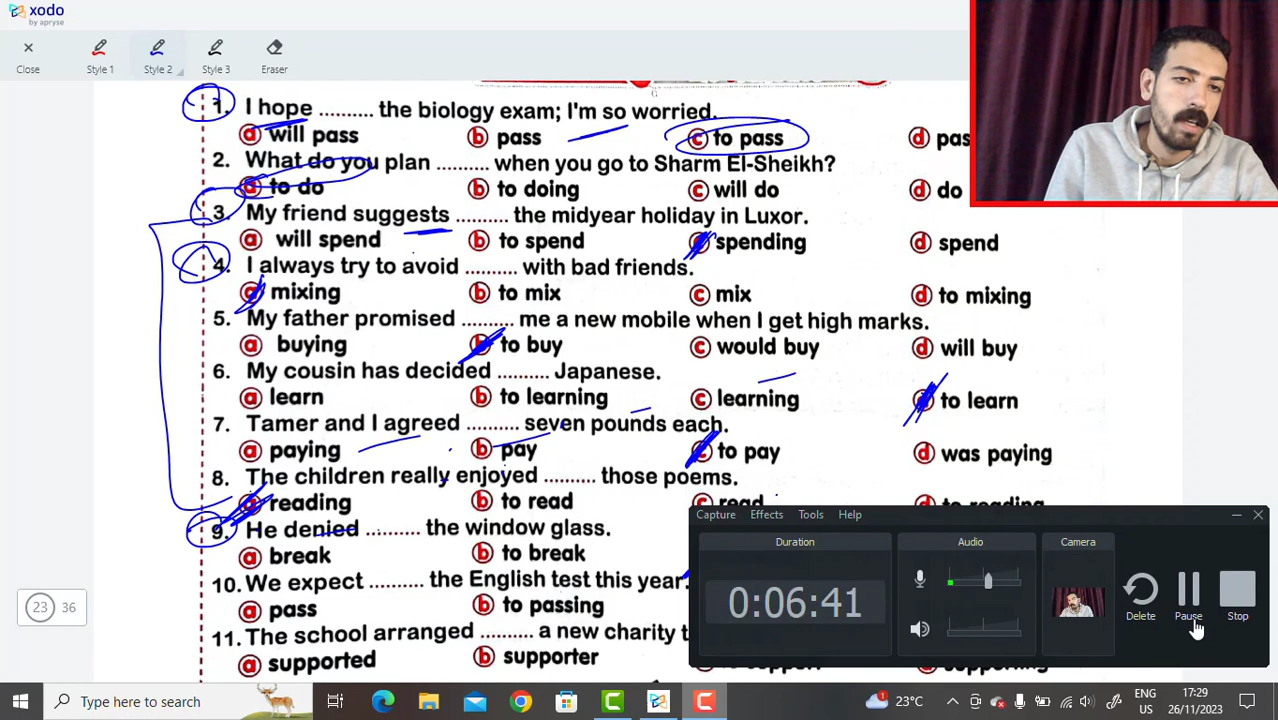 xodo
by apryse
Close
Style 1
Style 2
Style 3
Eraser
1. I hope .......... the biology exam; I'm so worried.
a will pass b pass c to pass d
2. What do you plan .......... when you go to Sharm El-Sheikh?
a to do b to doing c will do d do
3. My friend suggests .......... the midyear holiday in Luxor.
a will spend b to spend c spending d spend
4. I always try to avoid .......... with bad friends.
a mixing b to mix c mix d to mixing
5. My father promised .......... me a new mobile when I get high marks.
a buying b to buy c would buy d will buy
6. My cousin has decided .......... Japanese.
a learn b to learning c learning d to learn
7. Tamer and I agreed .......... seven pounds each.
a paying b pay c to pay d was paying
8. The children really enjoyed .......... those poems.
a reading b to read c read d to reading
9. He denied .......... the window glass.
a break b to break
10. We expect .......... the English test this year
a pass b to passing
11. The school arranged .......... a new charity
a supported b supporter
23 36
Capture Effects Tools Help
Duration Audio Camera
0:06:41
Delete Pause Stop
Type here to search
1 23°C
ENG
US
17:29
26/11/2023